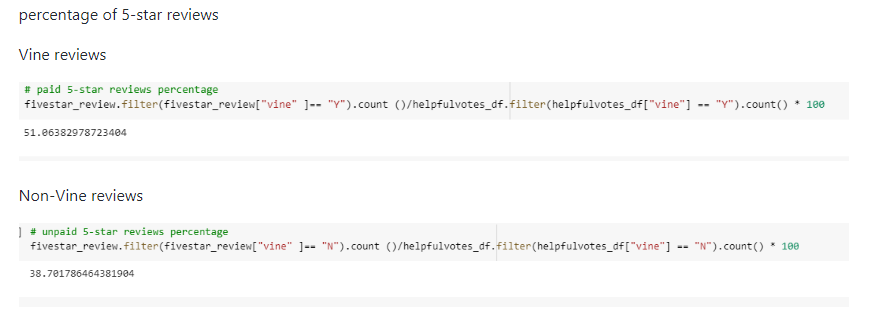 percentage of 5-star reviews
Vine reviews
# paid 5-star reviews percentage
fivestar_review.filter(fivestar_review["vine" ]== "Y").count ()/helpfulvotes_df.filter(helpfulvotes_df["vine"] == "Y").count() * 100
51.06382978723404
Non-Vine reviews
] # unpaid 5-star reviews percentage
fivestar_review.filter(fivestar_review["vine" ]== "N").count ()/helpfulvotes_df.filter(helpfulvotes_df["vine"] == "N").count() * 100
38.701786464381904